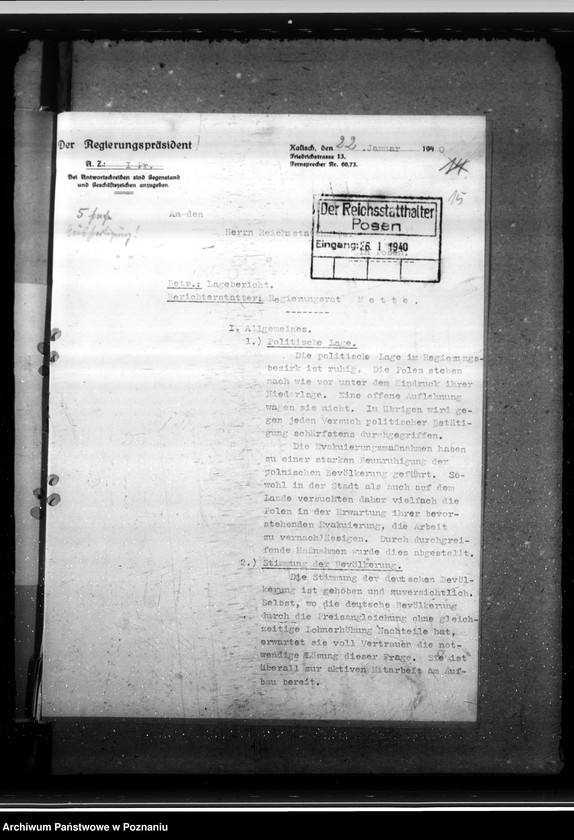 Der Regierungspräsident
A. Z.: I
Bei Antwortschreiben sind Gegenstand
und Geschäftszeichen anzugeben.
Kalisch, den 22. Januar 1940
Friedrichstrasse 13.
Fernsprecher Nr. 66,73.
14
15
5 fache
Ausfertigung!
An den
Herrn Reichsstatthalter
in Posen.
Der Reichsstatthalter
Posen
Eingang: 26. I. 1940
Betr.: Lagebericht.
Berichterstatter: Regierungsrat M e t t e .
I. Allgemeines.
1.) Politische Lage.
Die politische Lage im Regierungs-
bezirk ist ruhig. Die Polen stehen
nach wie vor unter dem Eindruck ihrer
Niederlage. Eine offene Auflehnung
wagen sie nicht. Im Übrigen wird ge-
gen jeden Versuch politischer Betäti-
gung schärfstens durchgegriffen.
Die Evakuierungsmaßnahmen haben
zu einer starken Beunruhigung der
polnischen Bevölkerung geführt. So-
wohl in der Stadt als auch auf dem
Lande versuchten daher vielfach die
Polen in der Erwartung ihrer bevor-
stehenden Evakuierung, die Arbeit
zu vernachlässigen. Durch durchgrei-
fende Maßnahmen wurde dies abgestellt.
2.) Stimmung der Bevölkerung.
Die Stimmung der deutschen Bevöl-
kerung ist gehoben und zuversichtlich.
Selbst, wo die deutsche Bevölkerung
durch die Preisangleichung ohne gleich-
zeitige Lohnerhöhung Nachteile hat,
erwartet sie voll Vertrauen die not-
wendige Lösung dieser Frage. Sie ist
überall zur aktiven Mitarbeit am Auf-
bau bereit.
Archiwum Państwowe w Poznaniu